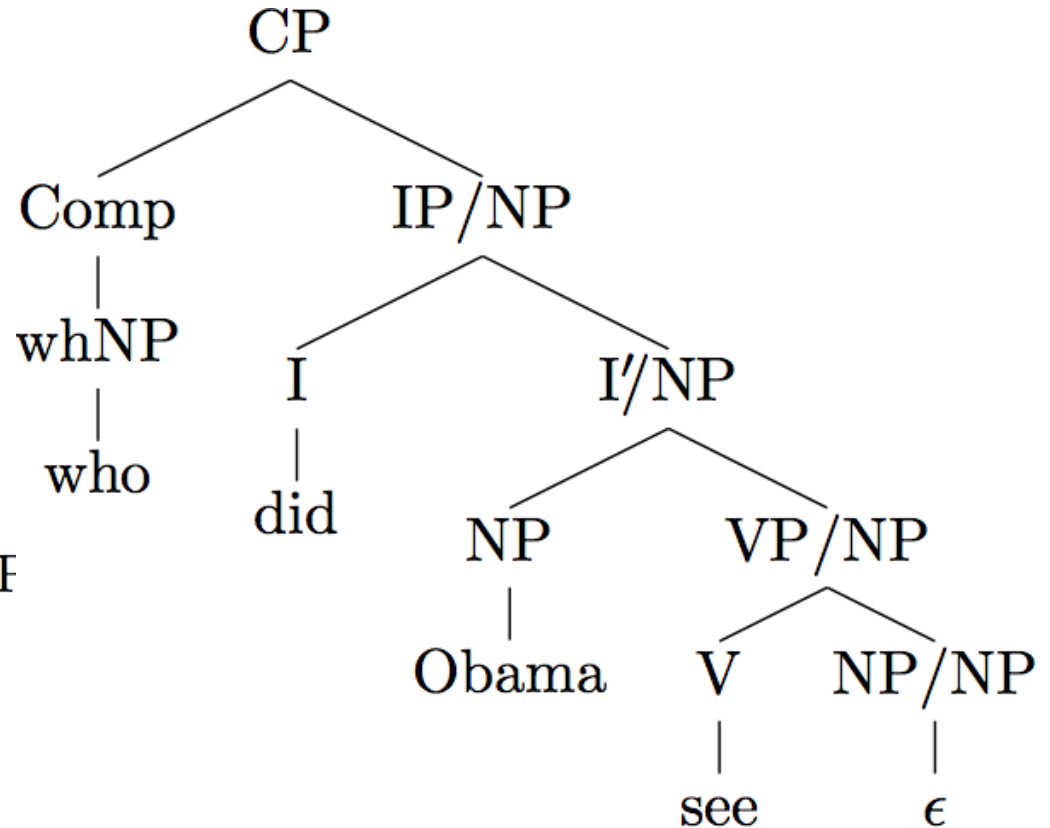 CP
Comp IP/NP
whNP I I′/NP
who did NP VP/NP
Obama V NP/NP
see ϵ